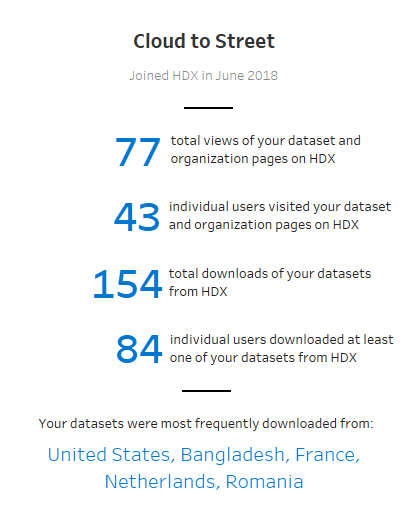 Cloud to Street
Joined HDX in June 2018
77
total views of your dataset and
organization pages on HDX
43
individual users visited your dataset
and organization pages on HDX
154
total downloads of your datasets
from HDX
84
individual users downloaded at least
one of your datasets from HDX
Your datasets were most frequently downloaded from:
United States, Bangladesh, France,
Netherlands, Romania